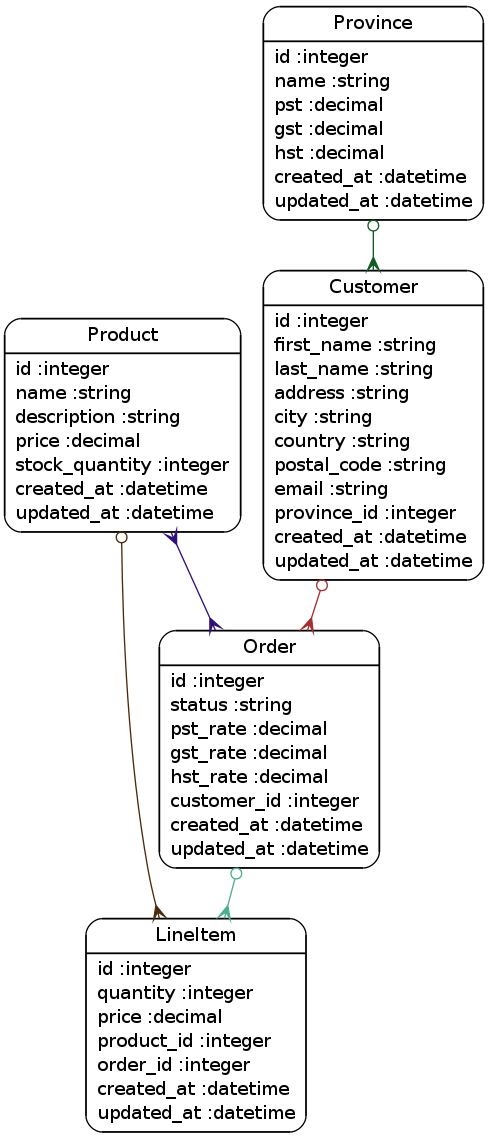 Province
id :integer
name :string
pst :decimal
gst :decimal
hst :decimal
created_at :datetime
updated_at :datetime
Customer
id :integer
first_name :string
last_name :string
address :string
city :string
country :string
postal_code :string
email :string
province_id :integer
created_at :datetime
updated_at :datetime
Product
id :integer
name :string
description :string
price :decimal
stock_quantity :integer
created_at :datetime
updated_at :datetime
Order
id :integer
status :string
pst_rate :decimal
gst_rate :decimal
hst_rate :decimal
customer_id :integer
created_at :datetime
updated_at :datetime
LineItem
id :integer
quantity :integer
price :decimal
product_id :integer
order_id :integer
created_at :datetime
updated_at :datetime